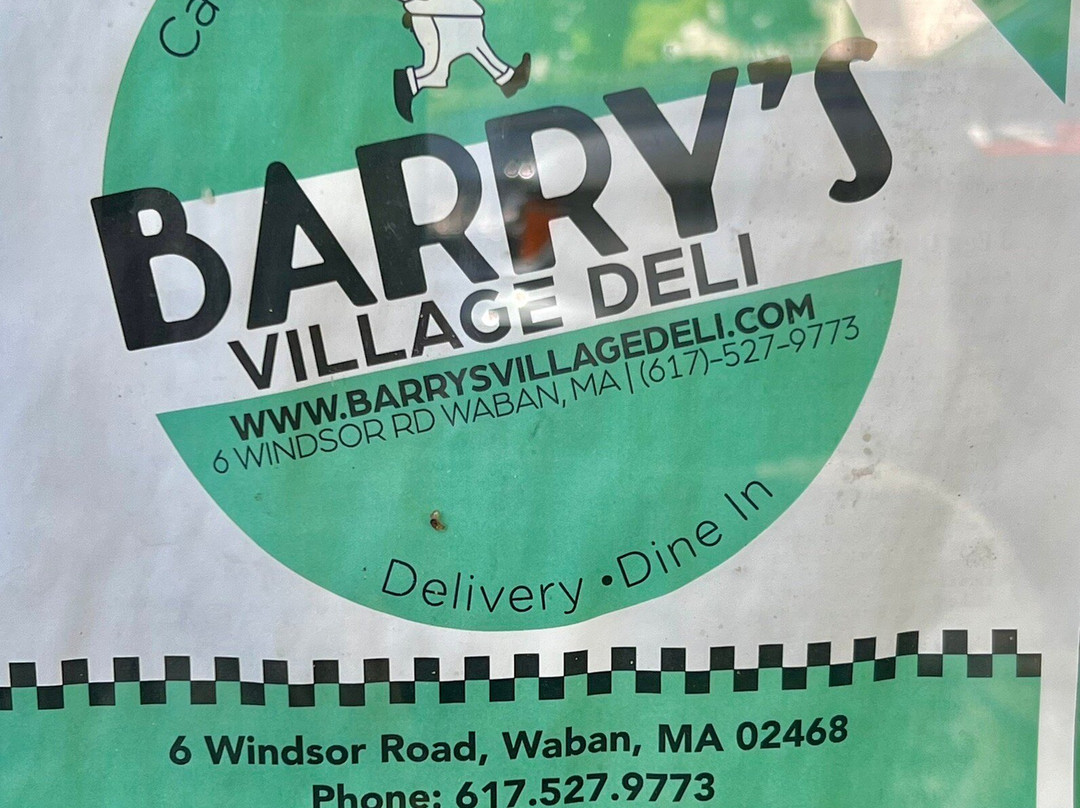 BARRY'S
VILLAGE DELI
WWW.BARRYSVILLAGEDELI.COM
6 WINDSOR RD WABAN, MA | (617)-527-9773
Delivery • Dine In
6 Windsor Road, Waban, MA 02468
Phone: 617.527.9773